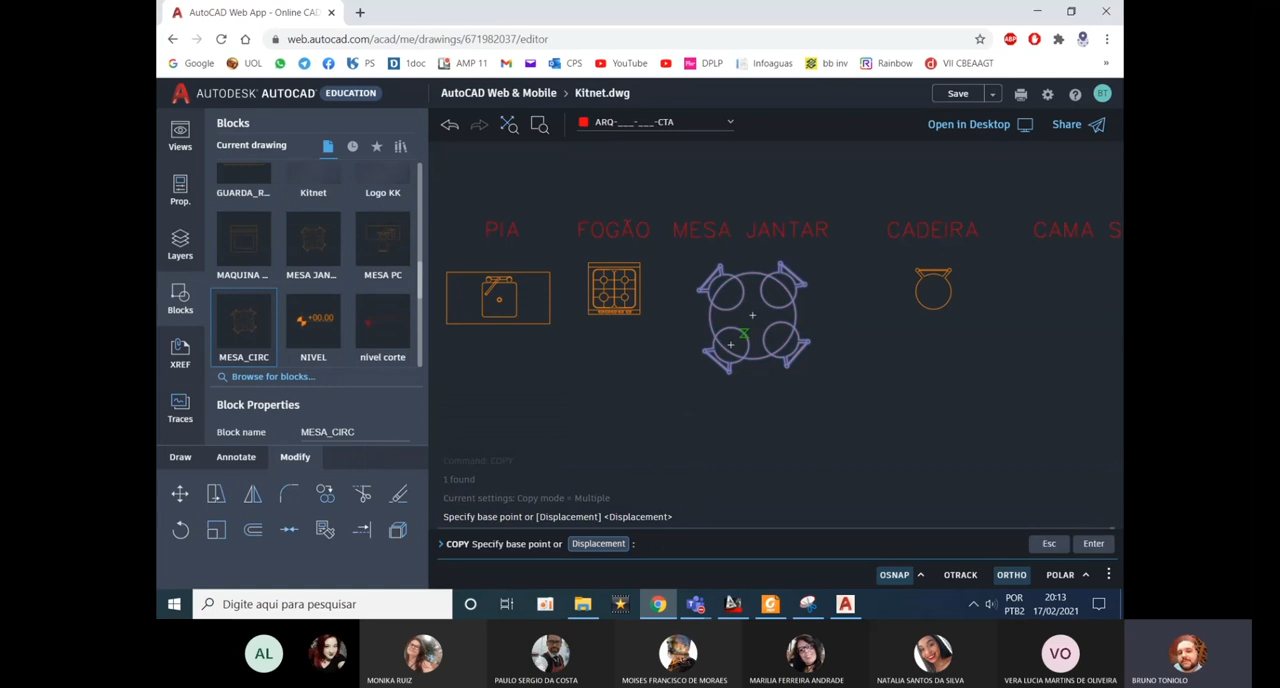 AutoCAD Web App - Online CAD
web.autocad.com/acad/me/drawings/671982037/editor
ABP
Google UOL PS 1doc AMP 11 CPS YouTube DPLP Infoaguas bb inv Rainbow VII CBEAAGT »
AUTODESK® AUTOCAD EDUCATION AutoCAD Web & Mobile > Kitnet.dwg Save BT
Blocks
Current drawing
ARQ-___-___-CTA
Open in Desktop Share
Views
Prop.
Layers
Blocks
XREF
Traces
GUARDA_R... Kitnet Logo KK
MAQUINA ... MESA JAN... MESA PC
+00,00
MESA_CIRC NIVEL nivel corte
Browse for blocks...
Block Properties
Block name MESA_CIRC
Draw Annotate Modify
PIA FOGÃO MESA JANTAR CADEIRA CAMA S
Command: COPY
1 found
Current settings: Copy mode = Multiple
Specify base point or [Displacement] <Displacement>
COPY Specify base point or Displacement : Esc Enter
OSNAP OTRACK ORTHO POLAR
Digite aqui para pesquisar
POR
PTB2
20:13
17/02/2021
AL
MONIKA RUIZ
PAULO SERGIO DA COSTA
MOISES FRANCISCO DE MORAES
MARILIA FERREIRA ANDRADE
NATALIA SANTOS DA SILVA
VO
VERA LUCIA MARTINS DE OLIVEIRA
BRUNO TONIOLO